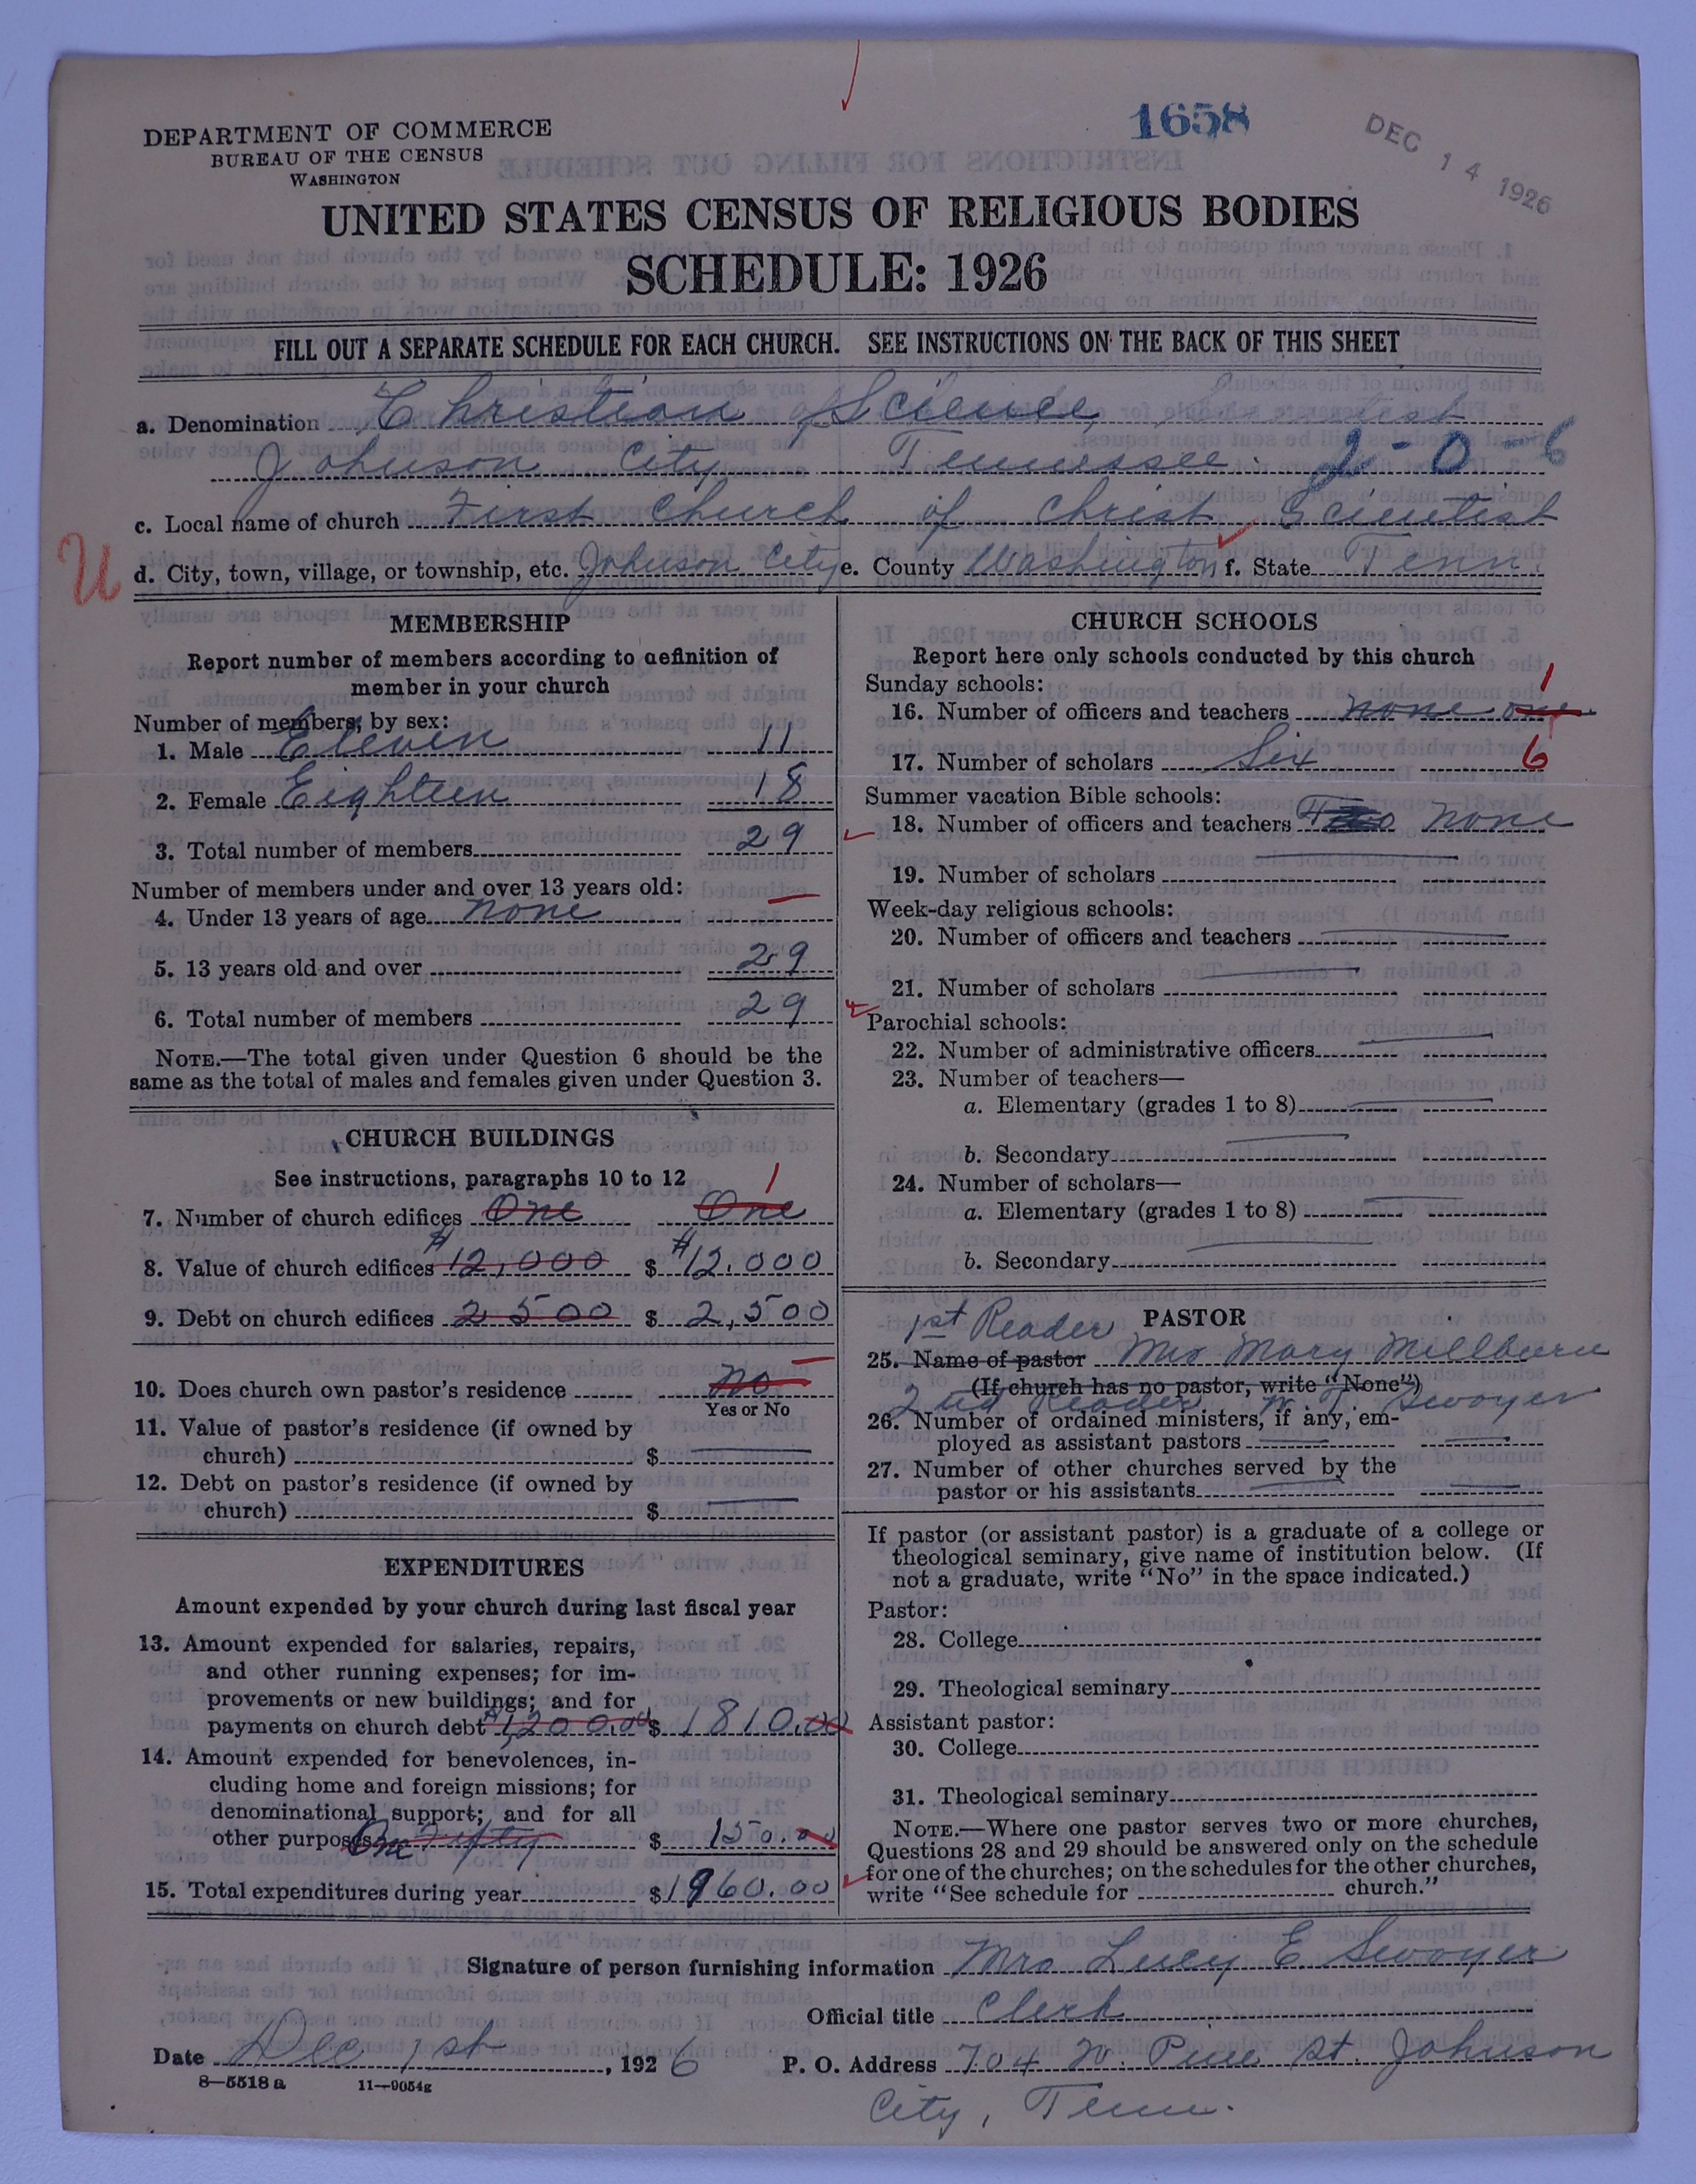 1658
DEC 14 1926
DEPARTMENT OF COMMERCE
BUREAU OF THE CENSUS
WASHINGTON
UNITED STATES CENSUS OF RELIGIOUS BODIES
SCHEDULE: 1926
FILL OUT A SEPARATE SCHEDULE FOR EACH CHURCH. SEE INSTRUCTIONS ON THE BACK OF THIS SHEET
a. Denomination Christian Science,
Johnson City Tennessee. 2-0-6
c. Local name of church First Church of Christ Scientist
U d. City, town, village, or township, etc. Johnson City e. County Washington f. State Tenn.
MEMBERSHIP
Report number of members according to definition of
member in your church
Number of members, by sex:
1. Male Eleven 11
2. Female Eighteen 18
3. Total number of members 29
Number of members under and over 13 years old:
4. Under 13 years of age none —
5. 13 years old and over 29
6. Total number of members 29
NOTE.—The total given under Question 6 should be the
same as the total of males and females given under Question 3.
CHURCH BUILDINGS
See instructions, paragraphs 10 to 12
1
7. Number of church edifices One One
8. Value of church edifices #12,000 $ #12.000
9. Debt on church edifices 2500 $ 2,500
10. Does church own pastor's residence No —
Yes or No
11. Value of pastor's residence (if owned by
church) $ —
12. Debt on pastor's residence (if owned by
church) $ —
EXPENDITURES
Amount expended by your church during last fiscal year
13. Amount expended for salaries, repairs,
and other running expenses; for im-
provements or new buildings; and for
payments on church debt 1,200.00 $ 1810.00
14. Amount expended for benevolences, in-
cluding home and foreign missions; for
denominational support; and for all
other purposes One Fifty $ 150.00
15. Total expenditures during year $ 1960.00
CHURCH SCHOOLS
Report here only schools conducted by this church
Sunday schools: 1
16. Number of officers and teachers none one
17. Number of scholars Six 6
Summer vacation Bible schools:
18. Number of officers and teachers none
19. Number of scholars
Week-day religious schools:
20. Number of officers and teachers
21. Number of scholars
Parochial schools:
22. Number of administrative officers
23. Number of teachers—
a. Elementary (grades 1 to 8)
b. Secondary
24. Number of scholars—
a. Elementary (grades 1 to 8)
b. Secondary
PASTOR
1st Reader
25. Name of pastor Mrs Mary Millburn
(If church has no pastor, write "None")
2nd Reader W. T. Swoyer
26. Number of ordained ministers, if any, em-
ployed as assistant pastors
27. Number of other churches served by the
pastor or his assistants
If pastor (or assistant pastor) is a graduate of a college or
theological seminary, give name of institution below. (If
not a graduate, write "No" in the space indicated.)
Pastor:
28. College
29. Theological seminary
Assistant pastor:
30. College
31. Theological seminary
NOTE.—Where one pastor serves two or more churches,
Questions 28 and 29 should be answered only on the schedule
for one of the churches; on the schedules for the other churches,
write "See schedule for church."
Signature of person furnishing information Mrs Lucy E Swoyer
Official title Clerk
Date Dec 1st, 1926 P. O. Address 704 W. Pine St. Johnson
City, Tenn.
8—5518 a 11—9054g